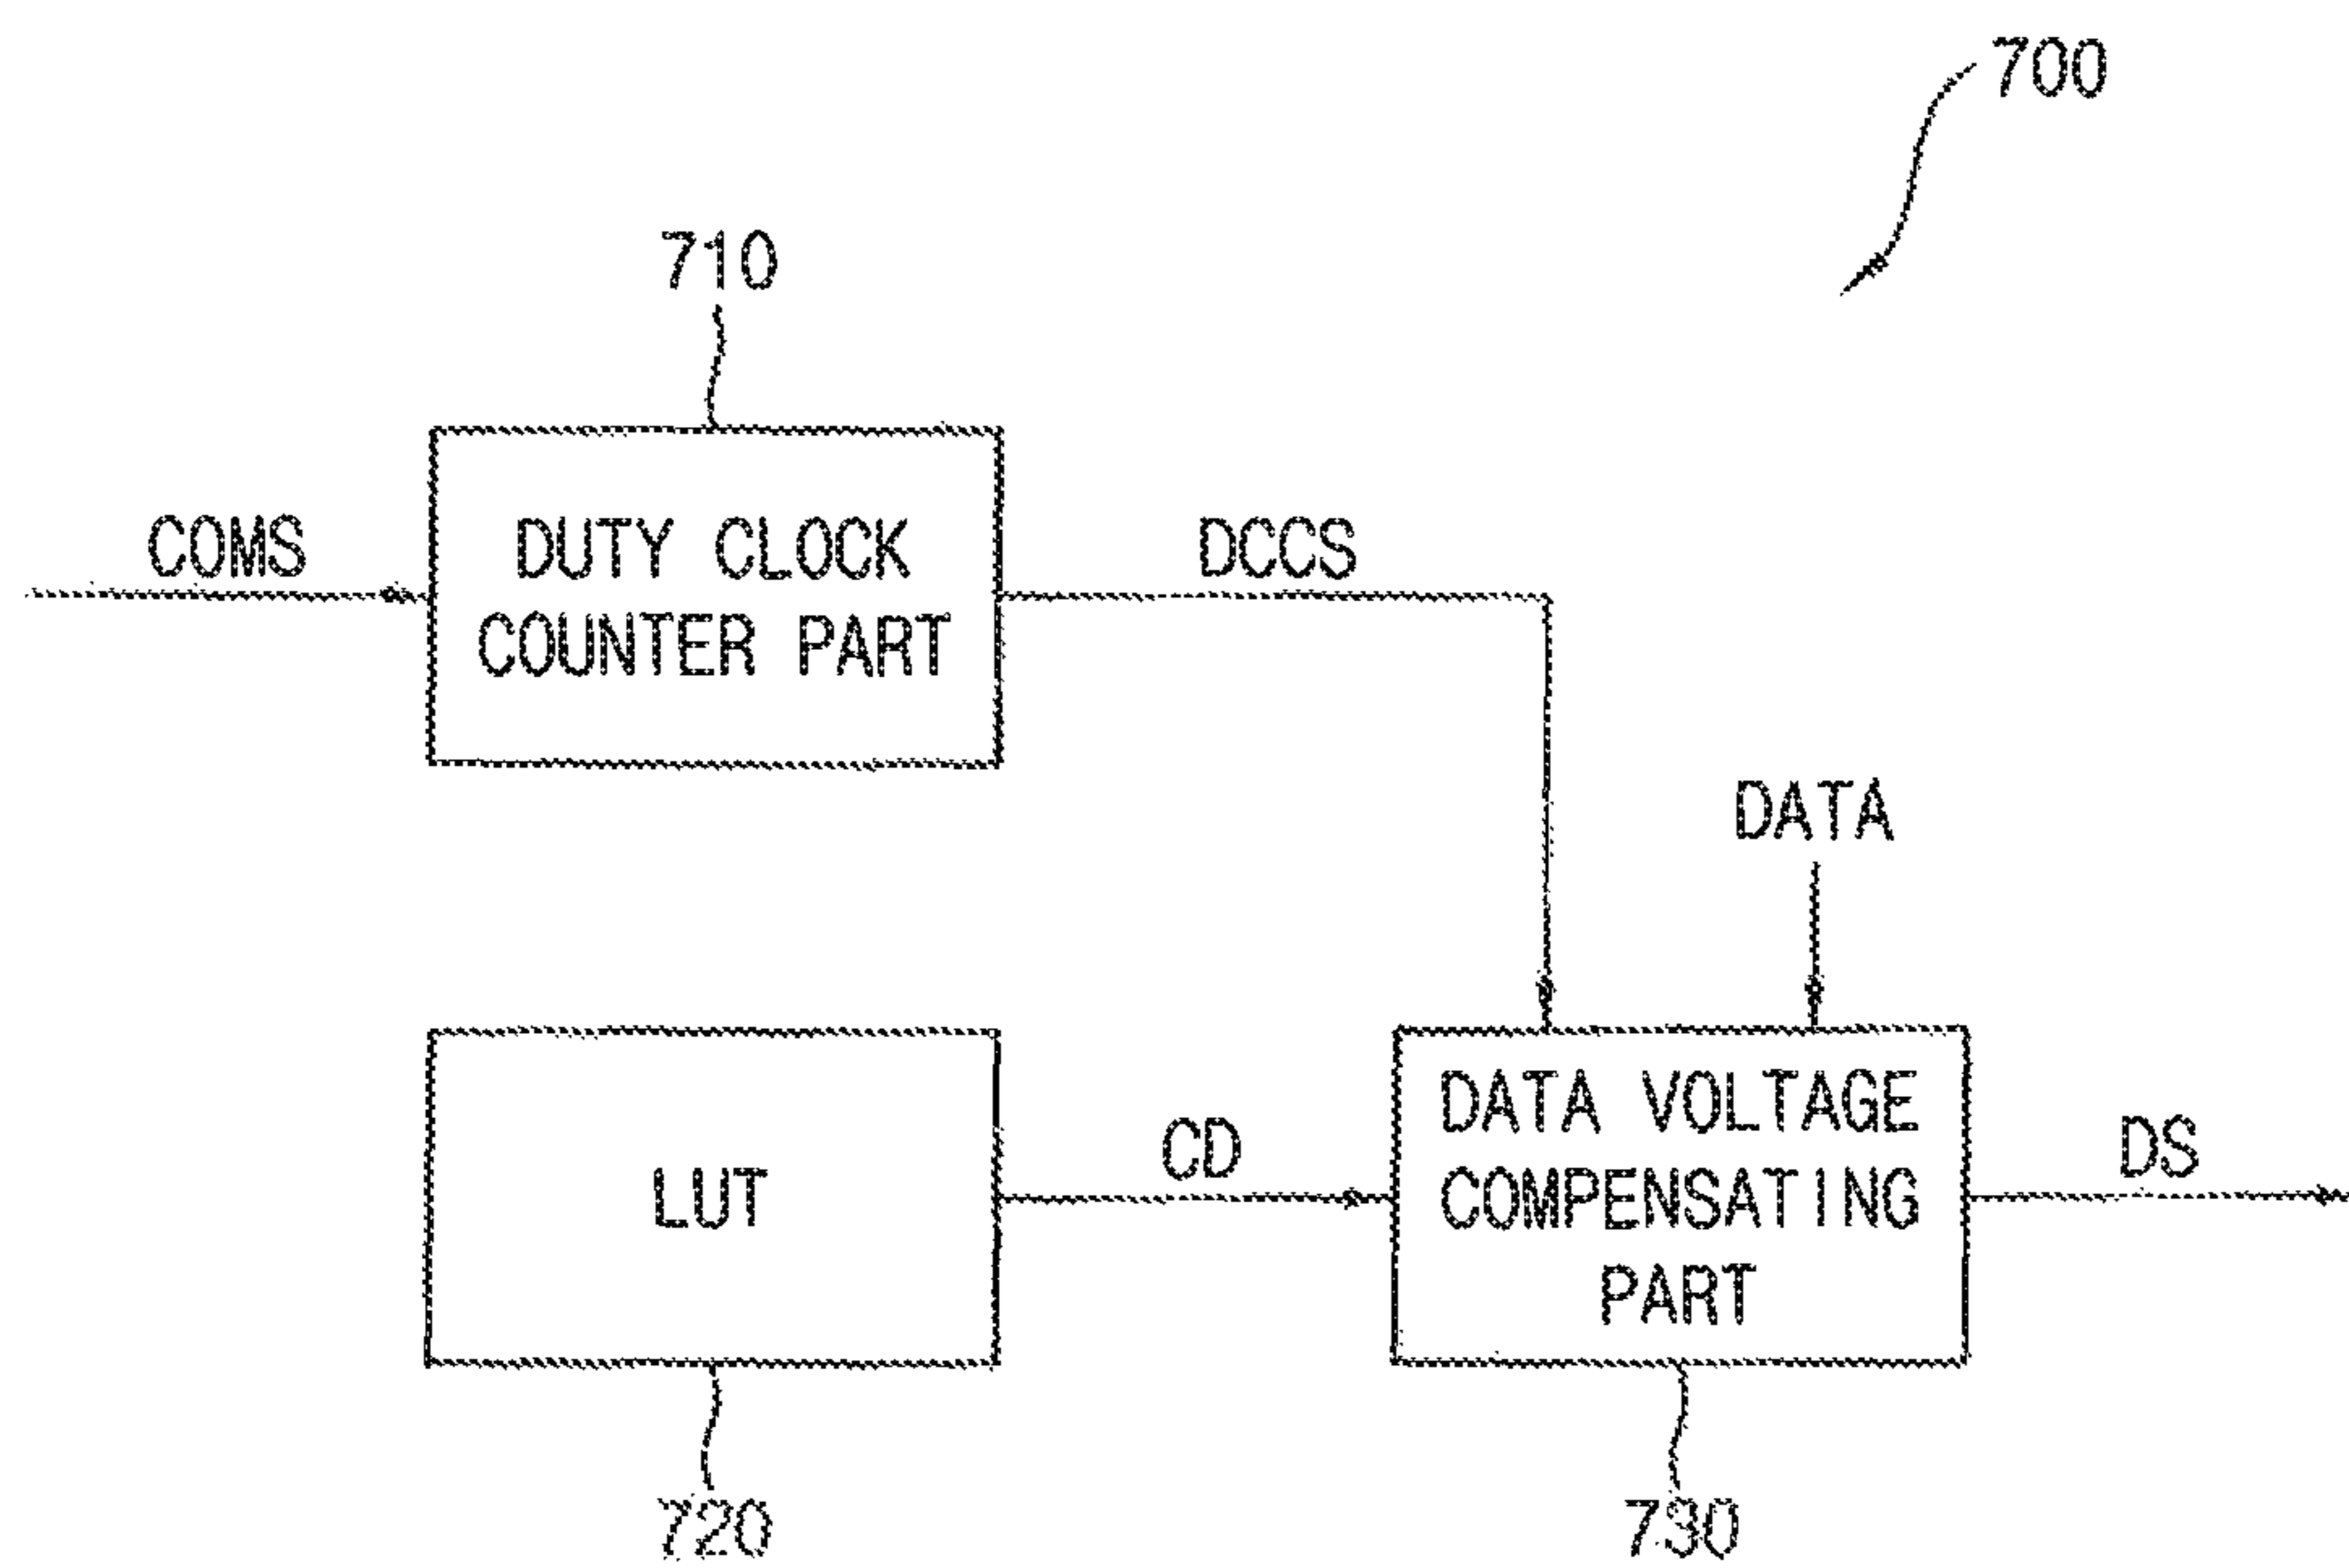 700
710
COMS
DUTY CLOCK
COUNTER PART
DCCS
DATA
LUT
CD
DATA VOLTAGE
COMPENSATING
PART
DS
720
730